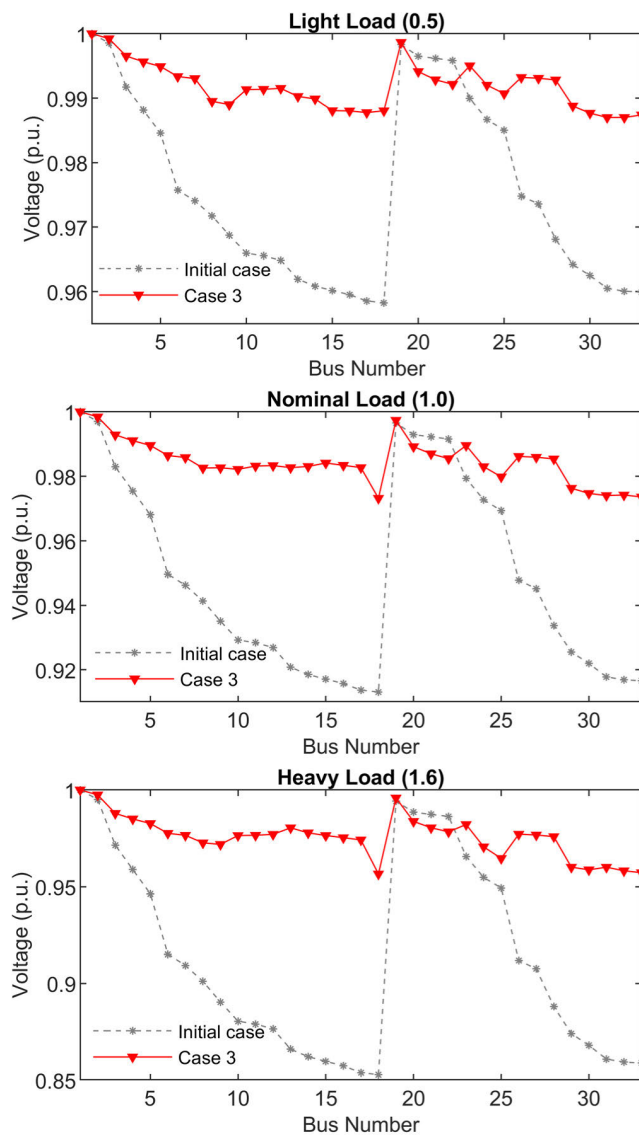 Light Load (0.5)
1
0.99
0.98
0.97
0.96
Voltage (p.u.)
Initial case
Case 3
5 10 15 20 25 30
Bus Number
Nominal Load (1.0)
1
0.98
0.96
0.94
0.92
Voltage (p.u.)
Initial case
Case 3
5 10 15 20 25 30
Bus Number
Heavy Load (1.6)
1
0.95
0.9
0.85
Voltage (p.u.)
Initial case
Case 3
5 10 15 20 25 30
Bus Number